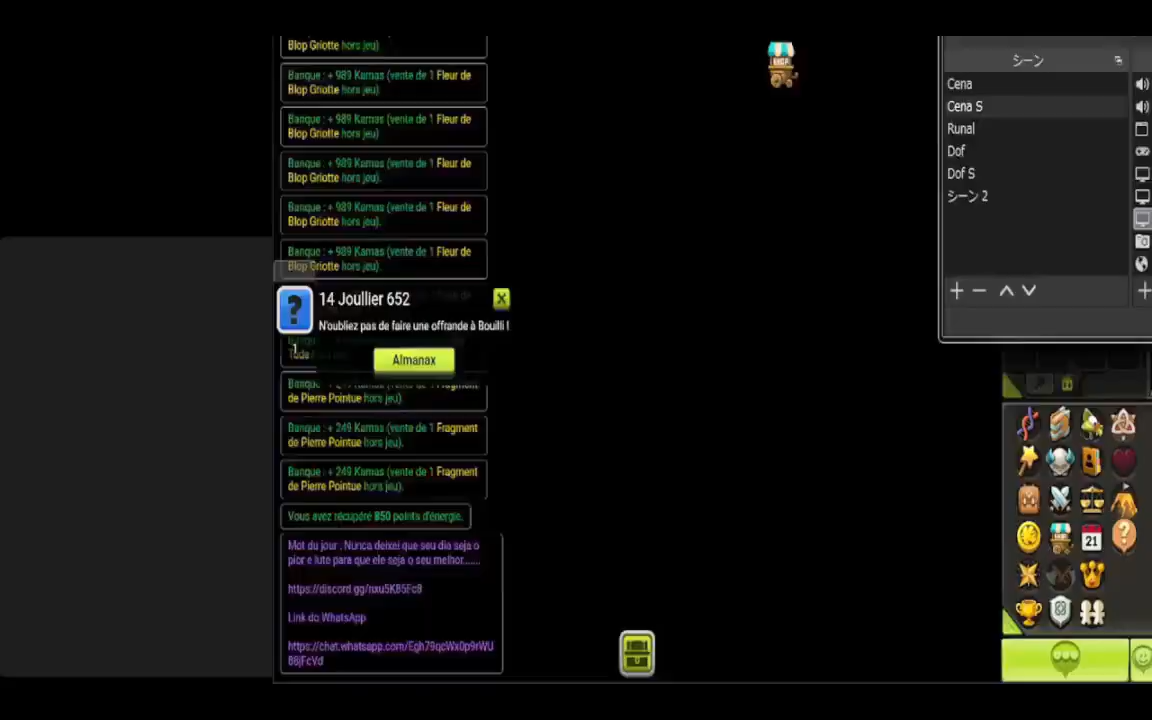 Blop Griotte hors jeu)
Banque : + 989 Kamas (vente de 1 Fleur de
Blop Griotte hors jeu)
Banque : + 989 Kamas (vente de 1 Fleur de
Blop Griotte hors jeu)
Banque : + 989 Kamas (vente de 1 Fleur de
Blop Griotte hors jeu).
Banque : + 989 Kamas (vente de 1 Fleur de
Blop Griotte hors jeu).
Banque : + 989 Kamas (vente de 1 Fleur de
Blop Griotte hors jeu).
14 Joullier 652
N'oubliez pas de faire une offrande à Bouilli !
1
Almanax
Fragment
de Pierre Pointue hors jeu)
Banque : + 249 Kamas (vente de 1 Fragment
de Pierre Pointue hors jeu).
Banque : + 249 Kamas (vente de 1 Fragment
de Pierre Pointue hors jeu).
Vous avez récupéré 850 points d'énergie.
Mot du jour : Nunca deixei que seu dia seja o
pior e lute para que ele seja o seu melhor......
Link do WhatsApp
SHOP
シーン
Cena
Cena S
Runal
Dof
Dof S
シーン 2
21